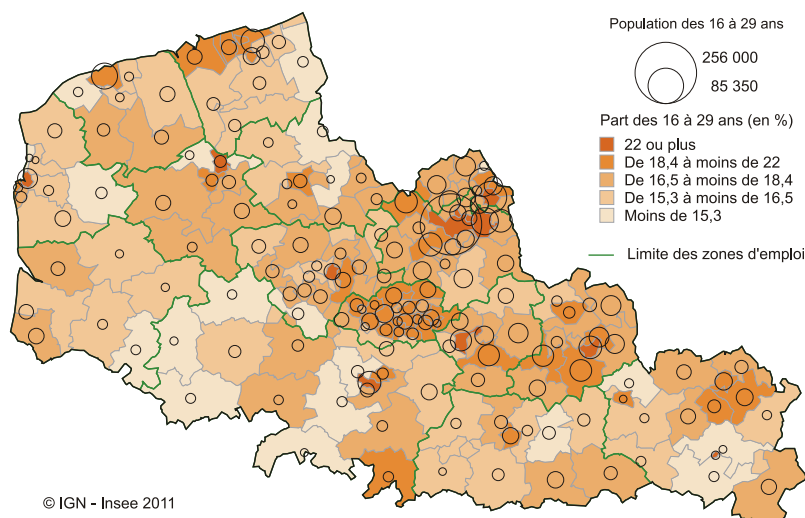 Population des 16 à 29 ans
256 000
85 350
Part des 16 à 29 ans (en %)
22 ou plus
De 18,4 à moins de 22
De 16,5 à moins de 18,4
De 15,3 à moins de 16,5
Moins de 15,3
Limite des zones d'emploi
© IGN - Insee 2011